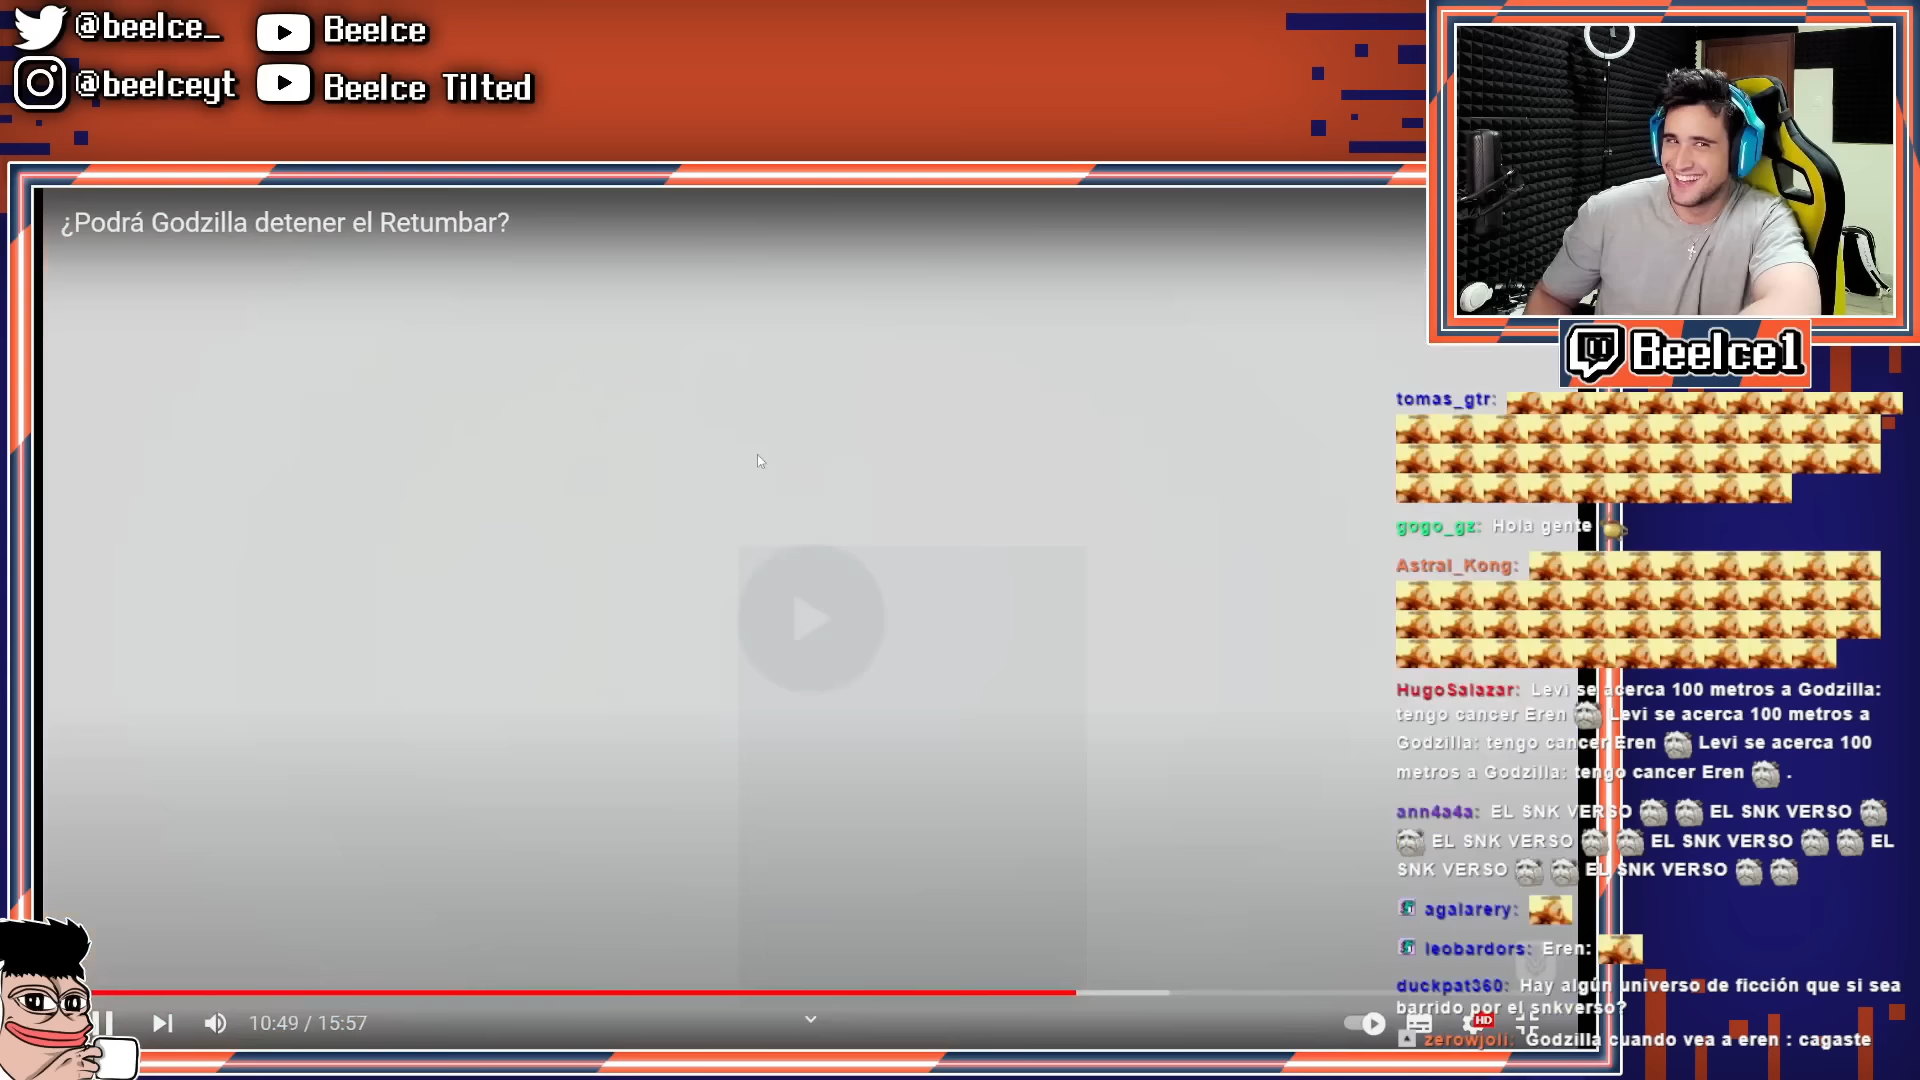 @beelce_
Beelce
@beelceyt
Beelce Tilted
¿Podrá Godzilla detener el Retumbar?
Beelce1
tomas_gtr:
gogo_gz: Hola gente
Astral_Kong:
HugoSalazar: Levi se acerca 100 metros a Godzilla:
tengo cancer Eren Levi se acerca 100 metros a
Godzilla: tengo cancer Eren Levi se acerca 100
metros a Godzilla: tengo cancer Eren .
ann4a4a: EL SNK VERSO EL SNK VERSO
EL SNK VERSO EL SNK VERSO EL
SNK VERSO EL SNK VERSO
agalarery:
leobardors: Eren:
duckpat360: Hay algún universo de ficción que si sea
barrido por el snkverso?
zerowjoli: Godzilla cuando vea a eren : cagaste
10:49 / 15:57
HD